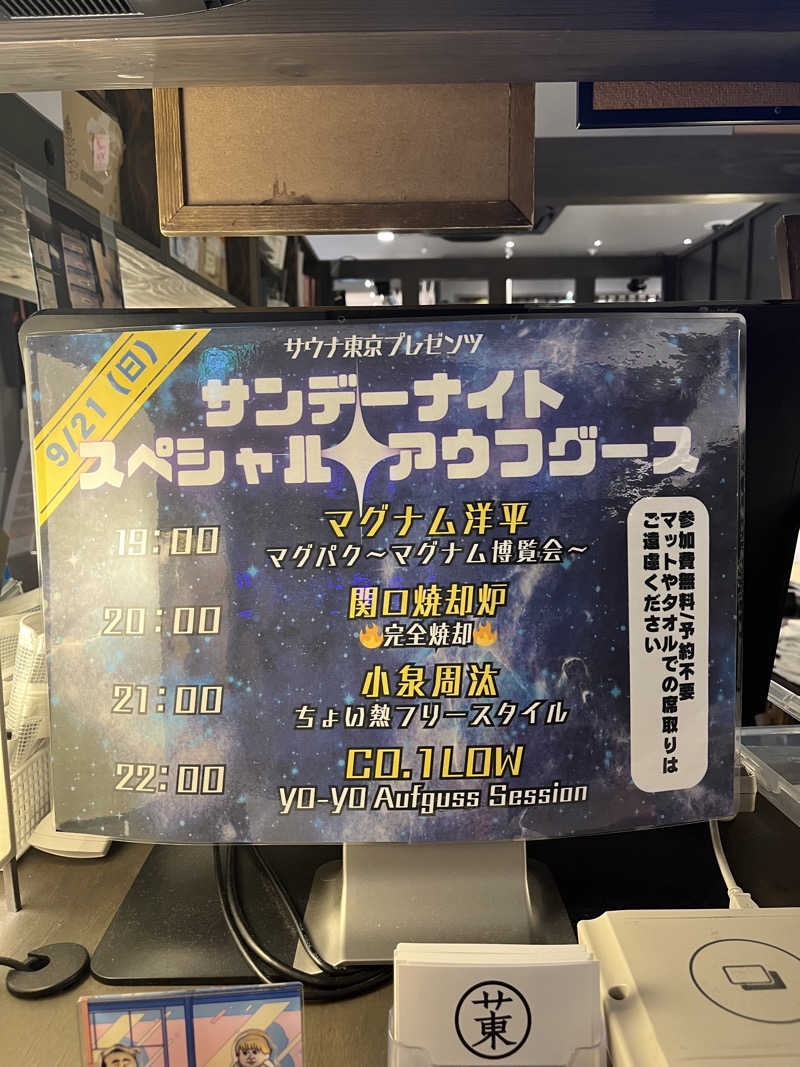 9/21 (日)
サウナ東京プレゼンツ
サンデーナイト
スペシャル アウフグース
19:00 マグナム洋平
マグパク～マグナム博覧会～
20:00 関口焼却炉
🔥完全焼却🔥
21:00 小泉周汰
ちょい熱フリースタイル
22:00 CO.1LOW
YO-YO Aufguss Session
参加費無料/予約不要
マットやタオルでの席取りは
ご遠慮ください
サ東